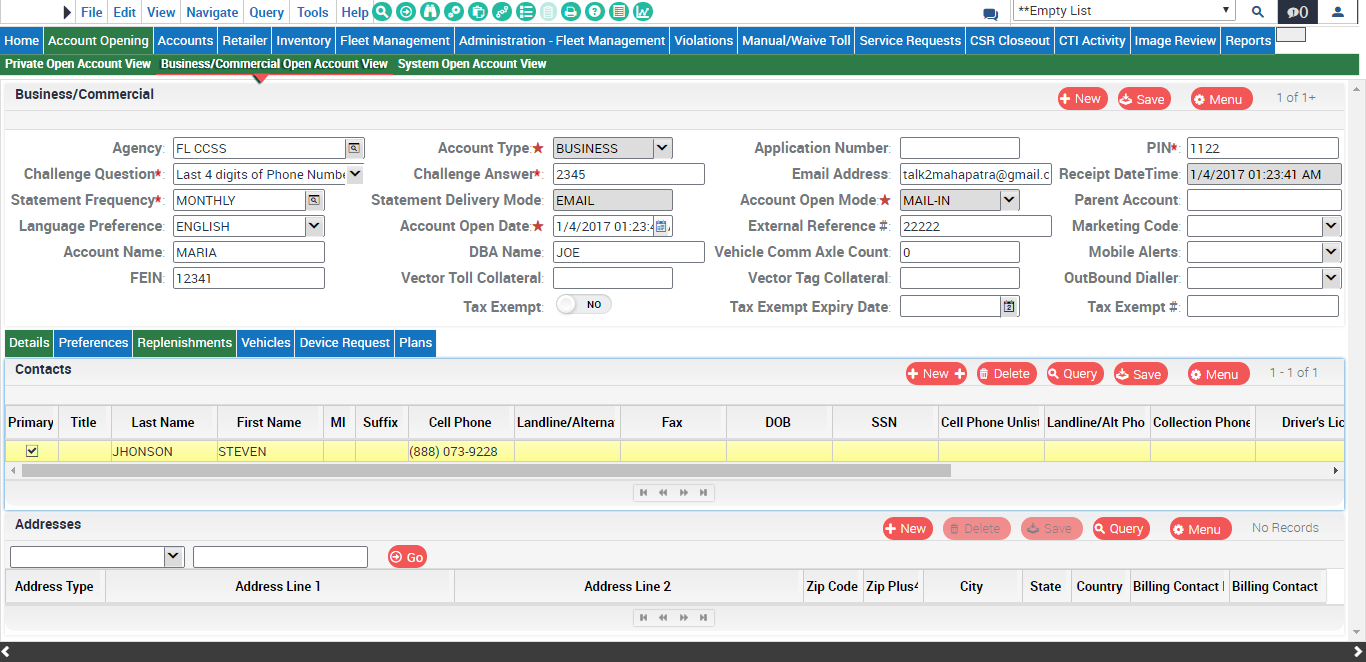 File Edit View Navigate Query Tools Help **Empty List 0
Home Account Opening Accounts Retailer Inventory Fleet Management Administration - Fleet Management Violations Manual/Waive Toll Service Requests CSR Closeout CTI Activity Image Review Reports
Private Open Account View Business/Commercial Open Account View System Open Account View
Business/Commercial New Save Menu 1 of 1+
Agency: FL CCSS Account Type:★ BUSINESS Application Number: PIN*: 1122
Challenge Question*: Last 4 digits of Phone Numbe Challenge Answer*: 2345 Email Address: talk2mahapatra@gmail.c Receipt DateTime: 1/4/2017 01:23:41 AM
Statement Frequency*: MONTHLY Statement Delivery Mode: EMAIL Account Open Mode:★ MAIL-IN Parent Account:
Language Preference: ENGLISH Account Open Date:★ 1/4/2017 01:23:4 External Reference #: 22222 Marketing Code:
Account Name: MARIA DBA Name: JOE Vehicle Comm Axle Count: 0 Mobile Alerts:
FEIN: 12341 Vector Toll Collateral: Vector Tag Collateral: OutBound Dialler:
Tax Exempt: NO Tax Exempt Expiry Date: Tax Exempt #:
Details Preferences Replenishments Vehicles Device Request Plans
Contacts New Delete Query Save Menu 1 - 1 of 1
Primary Title Last Name First Name MI Suffix Cell Phone Landline/Alterna Fax DOB SSN Cell Phone Unlist Landline/Alt Pho Collection Phone Driver's Lic
JHONSON STEVEN (888) 073-9228
Addresses New Delete Save Query Menu No Records
Go
Address Type Address Line 1 Address Line 2 Zip Code Zip Plus4 City State Country Billing Contact Billing Contact